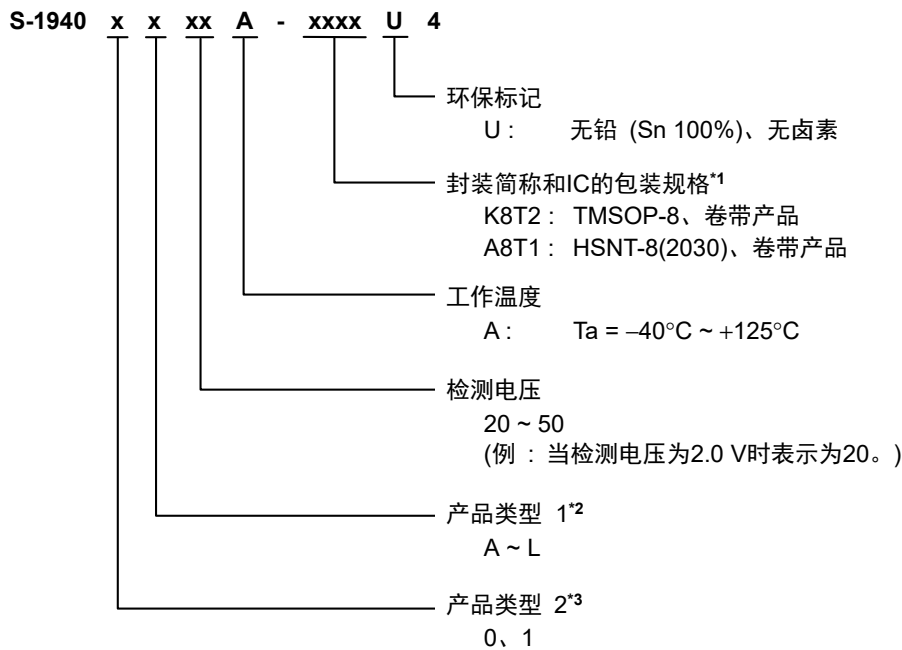 S-1940 x x xx A - xxxx U 4
环保标记
U : 无铅 (Sn 100%)、无卤素
封装简称和IC的包装规格*1
K8T2 : TMSOP-8、卷带产品
A8T1 : HSNT-8(2030)、卷带产品
工作温度
A : Ta = −40°C ~ +125°C
检测电压
20 ~ 50
(例 : 当检测电压为2.0 V时表示为20。)
产品类型 1*2
A ~ L
产品类型 2*3
0、1